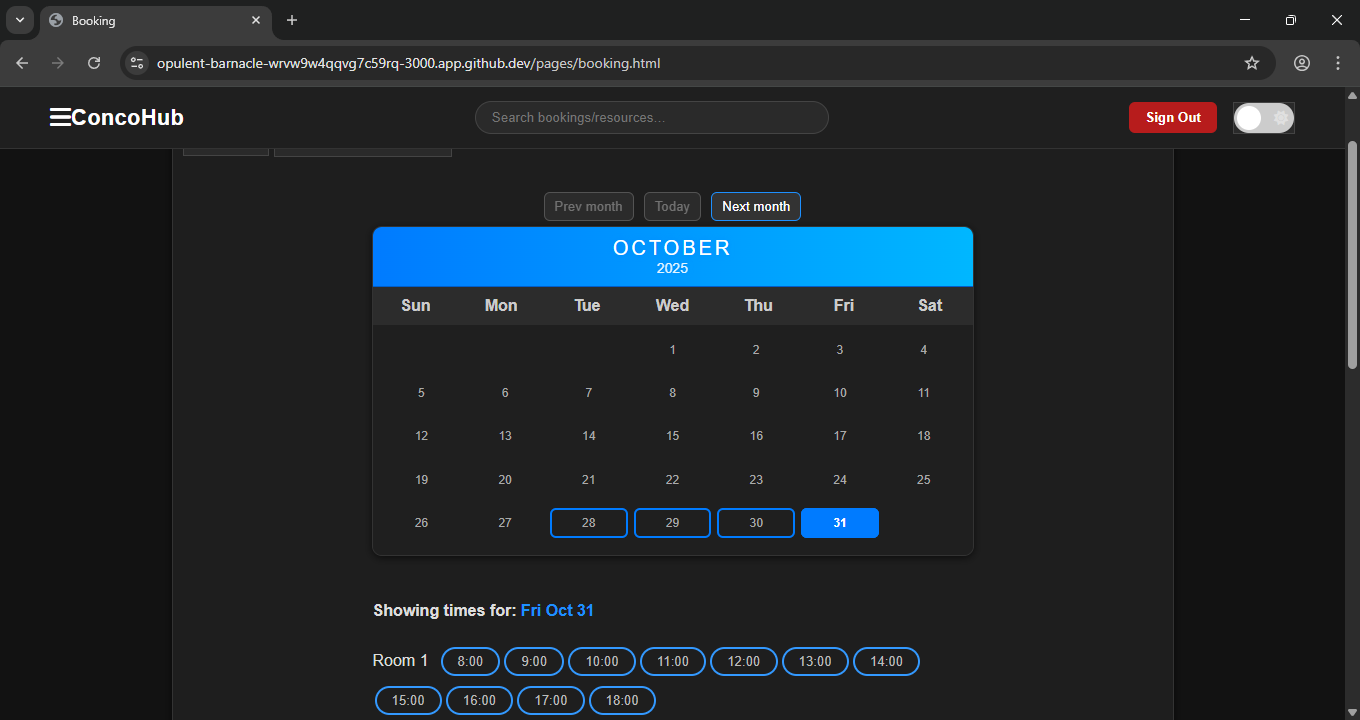 Booking
opulent-barnacle-wrvw9w4qqvg7c59rq-3000.app.github.dev/pages/booking.html
ConcoHub
Search bookings/resources...
Sign Out
Prev month Today Next month
OCTOBER
2025
Sun Mon Tue Wed Thu Fri Sat
1 2 3 4
5 6 7 8 9 10 11
12 13 14 15 16 17 18
19 20 21 22 23 24 25
26 27 28 29 30 31
Showing times for: Fri Oct 31
Room 1 8:00 9:00 10:00 11:00 12:00 13:00 14:00
15:00 16:00 17:00 18:00